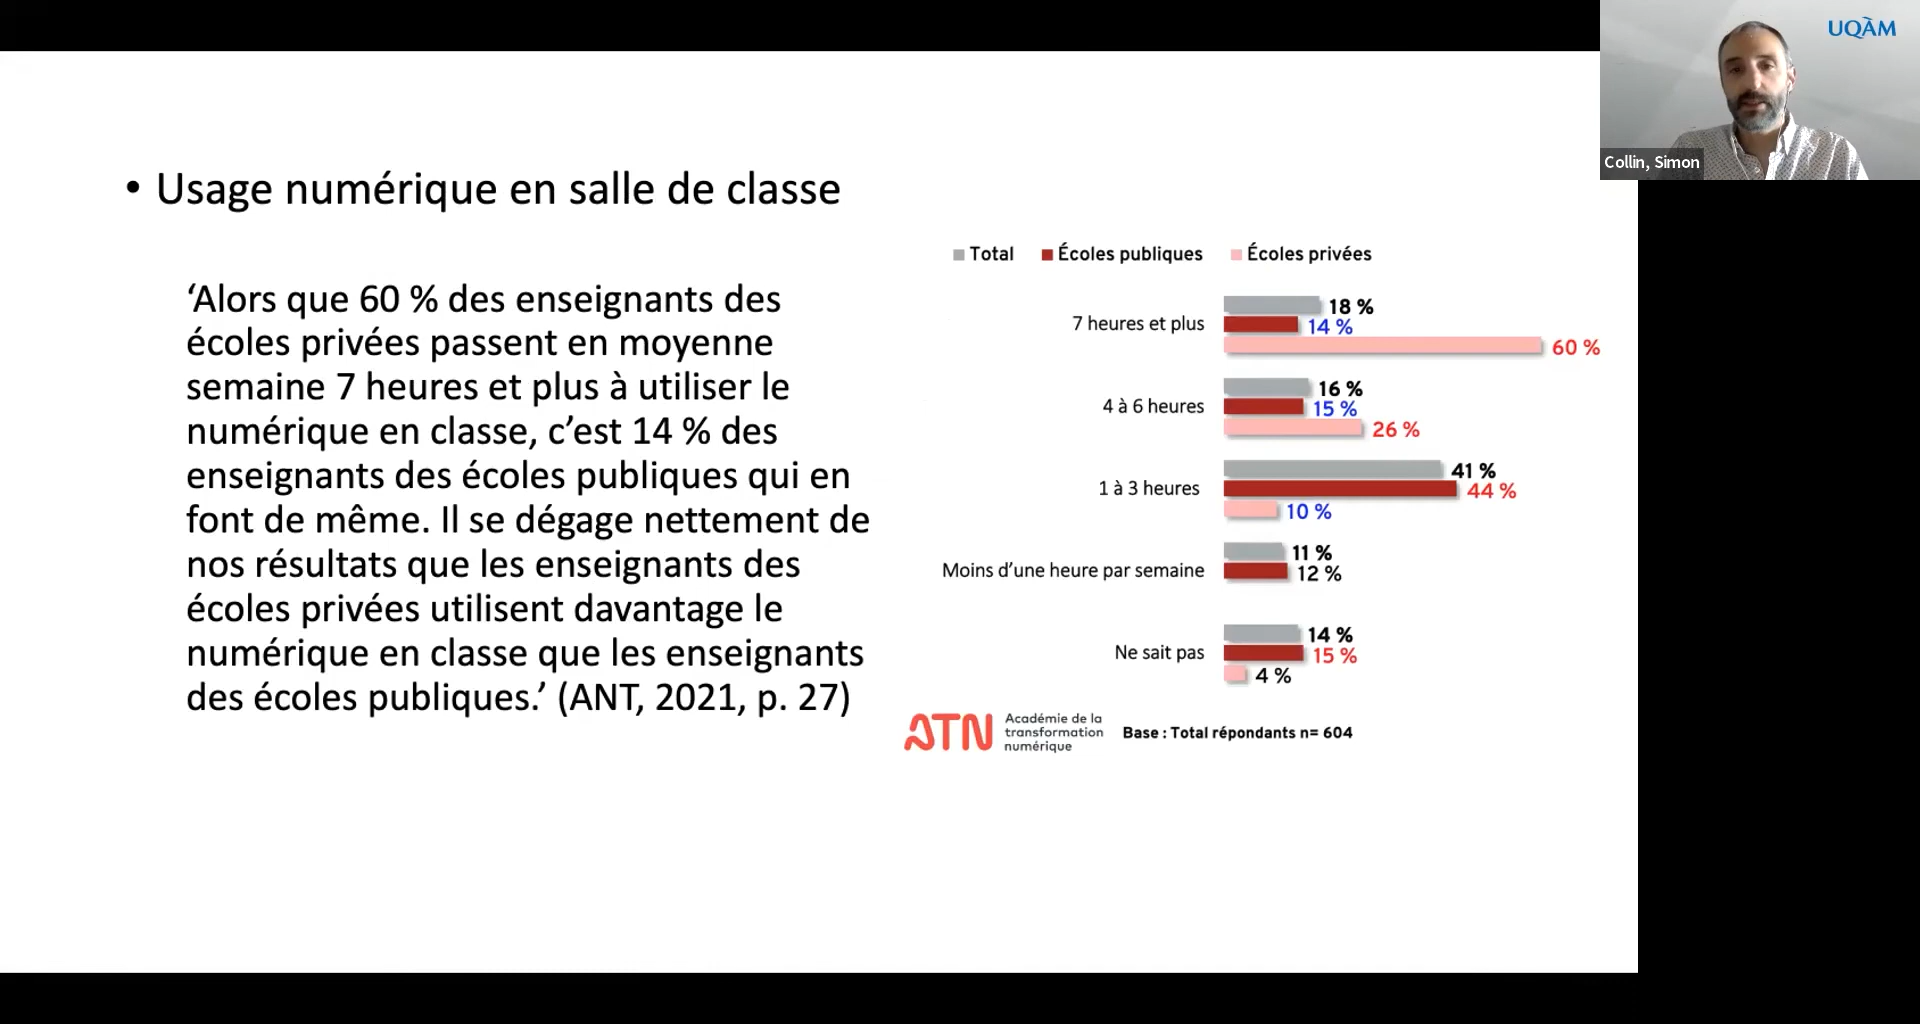 UQÀM
Collin, Simon
• Usage numérique en salle de classe
‘Alors que 60 % des enseignants des
écoles privées passent en moyenne
semaine 7 heures et plus à utiliser le
numérique en classe, c’est 14 % des
enseignants des écoles publiques qui en
font de même. Il se dégage nettement de
nos résultats que les enseignants des
écoles privées utilisent davantage le
numérique en classe que les enseignants
des écoles publiques.’ (ANT, 2021, p. 27)
Total Écoles publiques Écoles privées
7 heures et plus
18 %
14 %
60 %
4 à 6 heures
16 %
15 %
26 %
1 à 3 heures
41 %
44 %
10 %
Moins d’une heure par semaine
11 %
12 %
Ne sait pas
14 %
15 %
4 %
ATN
Académie de la
transformation
numérique
Base : Total répondants n= 604